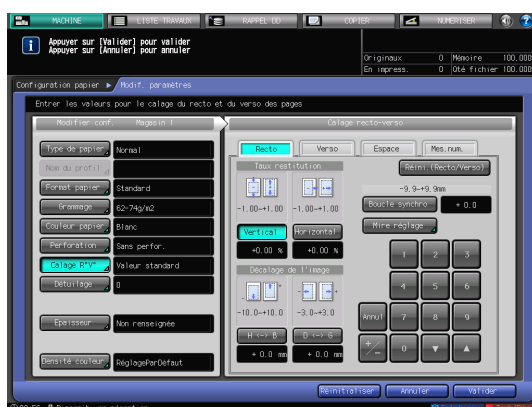 MACHINE
LISTE TRAVAUX
RAPPEL DD
COPIER
NUMERISER
Appuyer sur [Valider] pour valider
Appuyer sur [Annuler] pour annuler
Originaux 0 Mémoire 100.000
En impress. 0 Qté fichier 100.000
Configuration papier Modif. paramètres
Entrer les valeurs pour le calage du recto et du verso des pages
Modifier conf. Magasin 1
Calage recto-verso
Type de papier Normal
Nom du profil
Format papier Standard
Grammage 62-74g/m2
Couleur papier Blanc
Perforation Sans perfor.
Calage R°V° Valeur standard
Détuilage 0
Epaisseur Non renseignée
Densité couleur RéglageParDéfaut
Recto Verso Espace Mes.num.
Taux restitution
-1.00~+1.00 -1.00~+1.00
Vertical Horizontal
+0.00 % +0.00 %
Décalage de l'image
-10.0~+10.0 -3.0~+3.0
H <-> B D <-> G
+ 0.0 mm + 0.0 mm
Réini.(Recto/Verso)
-9.9~+9.9mm
Boucle synchro + 0.0
Mire réglage
1 2 3
4 5 6
Annul 7 8 9
+/- 0 ▼ ▲
Réinitialiser Annuler Valider